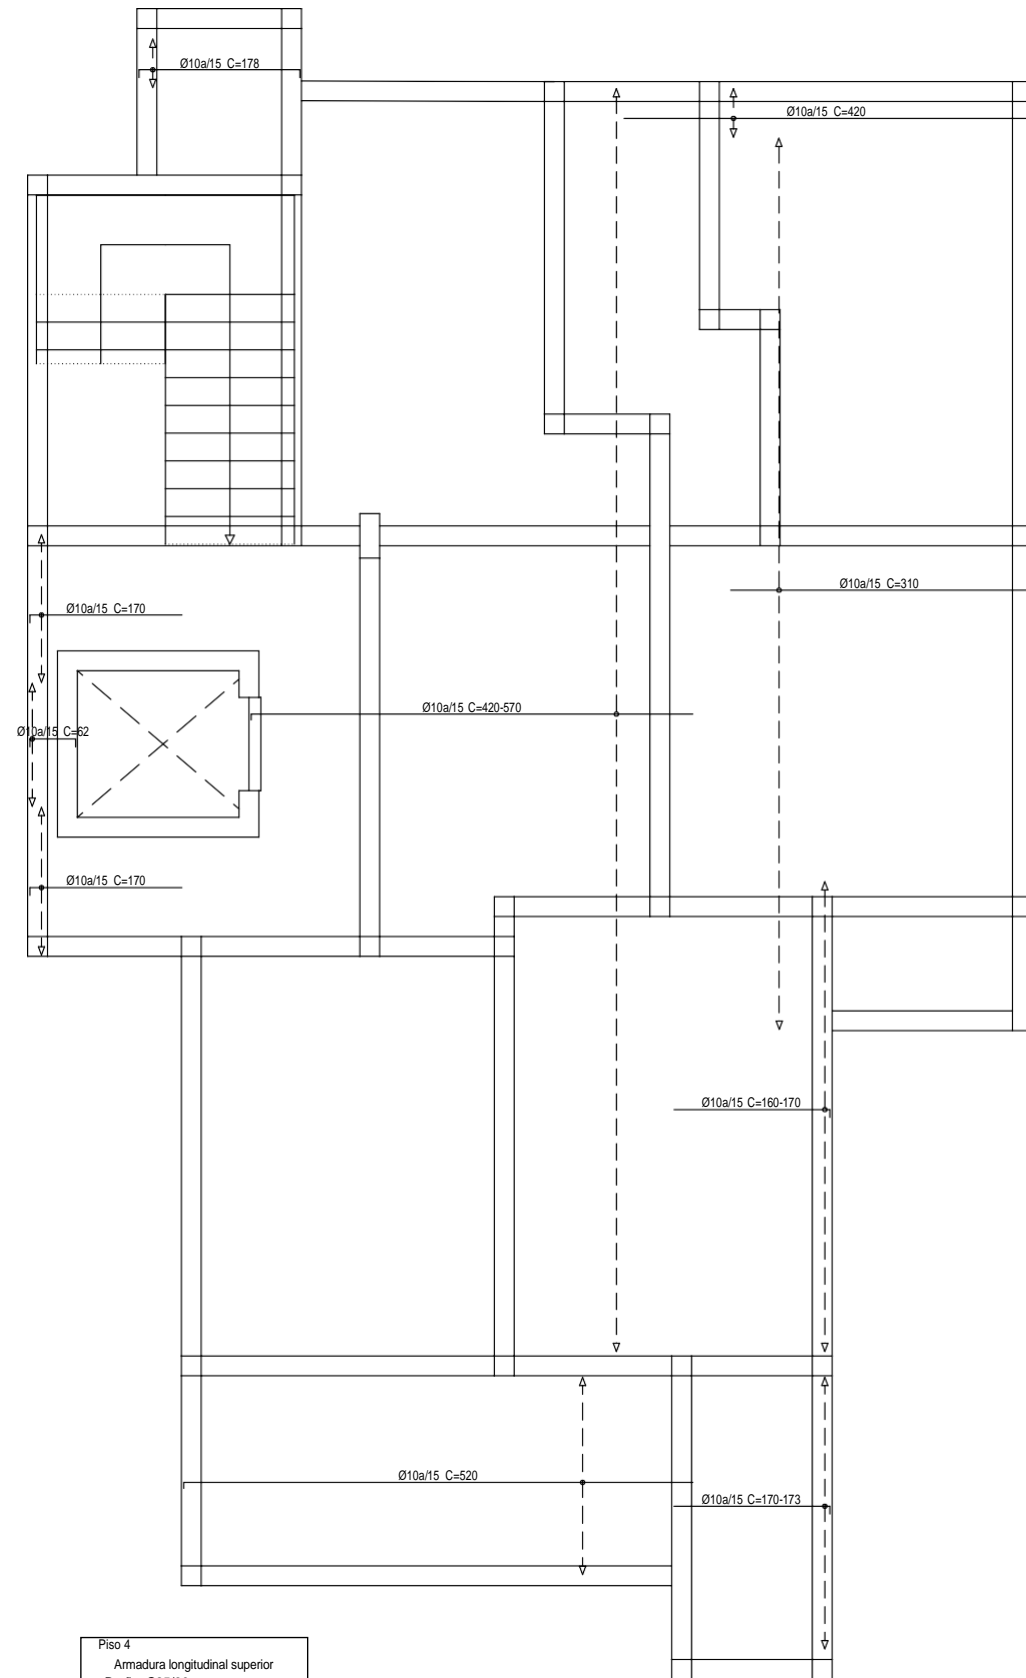 Ø10a/15 C=178
Ø10a/15 C=420
Ø10a/15 C=310
Ø10a/15 C=170
Ø10a/15 C=420-570
Ø10a/15 C=62
Ø10a/15 C=170
Ø10a/15 C=160-170
Ø10a/15 C=520
Ø10a/15 C=170-173
Piso 4
Armadura longitudinal superior